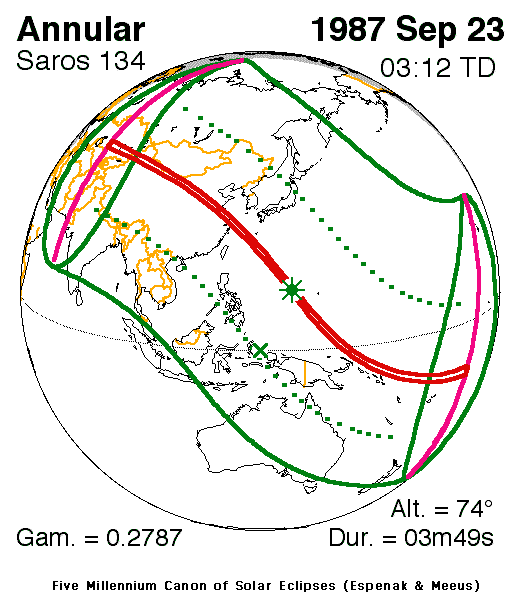 Annular 1987 Sep 23
Saros 134 03:12 TD
Alt. = 74°
Gam. = 0.2787 Dur. = 03m49s
Five Millennium Canon of Solar Eclipses (Espenak & Meeus)